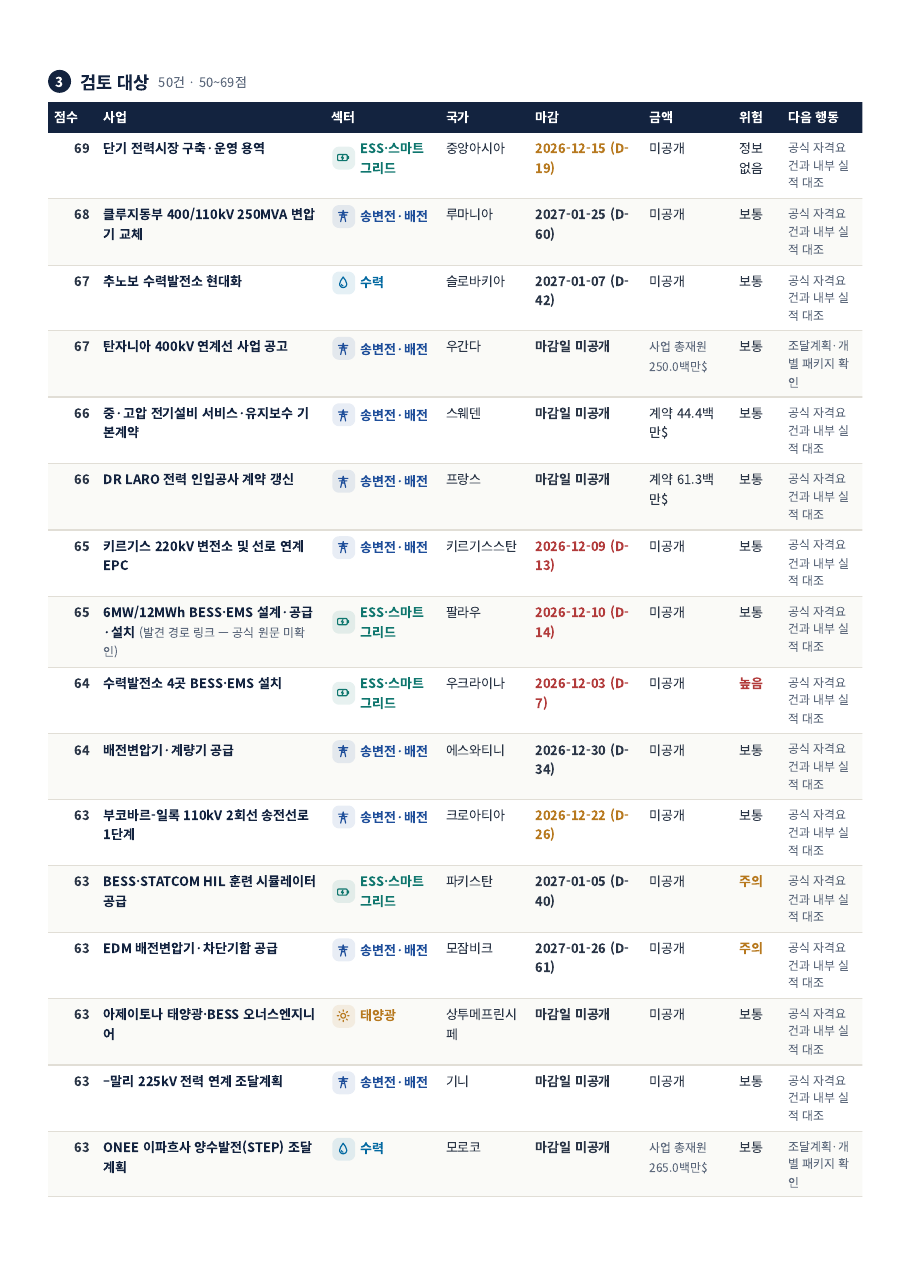 3 검토 대상 50건 · 50~69점
점수 사업 섹터 국가 마감 금액 위험 다음 행동
69 단기 전력시장 구축·운영 용역 ESS·스마트 그리드 중앙아시아 2026-12-15 (D-19) 미공개 정보 없음 공식 자격요건과 내부 실적 대조
68 클루지동부 400/110kV 250MVA 변압기 교체 송변전·배전 루마니아 2027-01-25 (D-60) 미공개 보통 공식 자격요건과 내부 실적 대조
67 추노보 수력발전소 현대화 수력 슬로바키아 2027-01-07 (D-42) 미공개 보통 공식 자격요건과 내부 실적 대조
67 탄자니아 400kV 연계선 사업 공고 송변전·배전 우간다 마감일 미공개 사업 총재원 250.0백만$ 보통 조달계획·개별 패키지 확인
66 중·고압 전기설비 서비스·유지보수 기본계약 송변전·배전 스웨덴 마감일 미공개 계약 44.4백만$ 보통 공식 자격요건과 내부 실적 대조
66 DR LARO 전력 인입공사 계약 갱신 송변전·배전 프랑스 마감일 미공개 계약 61.3백만$ 보통 공식 자격요건과 내부 실적 대조
65 키르기스 220kV 변전소 및 선로 연계 EPC 송변전·배전 키르기스스탄 2026-12-09 (D-13) 미공개 보통 공식 자격요건과 내부 실적 대조
65 6MW/12MWh BESS·EMS 설계·공급·설치 (발견 경로 링크 — 공식 원문 미확인) ESS·스마트 그리드 팔라우 2026-12-10 (D-14) 미공개 보통 공식 자격요건과 내부 실적 대조
64 수력발전소 4곳 BESS·EMS 설치 ESS·스마트 그리드 우크라이나 2026-12-03 (D-7) 미공개 높음 공식 자격요건과 내부 실적 대조
64 배전변압기·계량기 공급 송변전·배전 에스와티니 2026-12-30 (D-34) 미공개 보통 공식 자격요건과 내부 실적 대조
63 부코바르-일록 110kV 2회선 송전선로 1단계 송변전·배전 크로아티아 2026-12-22 (D-26) 미공개 보통 공식 자격요건과 내부 실적 대조
63 BESS·STATCOM HIL 훈련 시뮬레이터 공급 ESS·스마트 그리드 파키스탄 2027-01-05 (D-40) 미공개 주의 공식 자격요건과 내부 실적 대조
63 EDM 배전변압기·차단기함 공급 송변전·배전 모잠비크 2027-01-26 (D-61) 미공개 주의 공식 자격요건과 내부 실적 대조
63 아제이토나 태양광·BESS 오너스엔지니어 태양광 상투메프린시페 마감일 미공개 미공개 보통 공식 자격요건과 내부 실적 대조
63 –말리 225kV 전력 연계 조달계획 송변전·배전 기니 마감일 미공개 미공개 보통 공식 자격요건과 내부 실적 대조
63 ONEE 이파흐사 양수발전(STEP) 조달계획 수력 모로코 마감일 미공개 사업 총재원 265.0백만$ 보통 조달계획·개별 패키지 확인